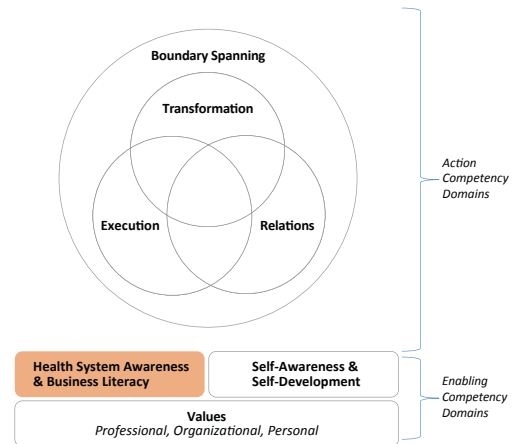 Boundary Spanning
Transformation
Execution
Relations
Action
Competency
Domains
Health System Awareness
& Business Literacy
Self-Awareness &
Self-Development
Values
Professional, Organizational, Personal
Enabling
Competency
Domains